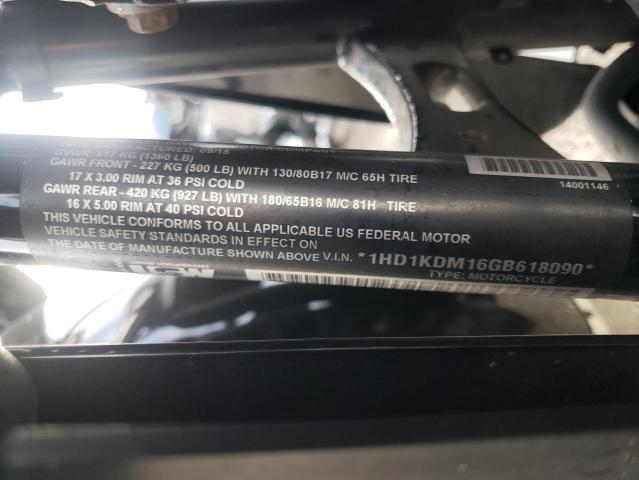 MANUFACTURED: 09/15
GVWR: 617 KG (1360 LB)
GAWR FRONT - 227 KG (500 LB) WITH 130/80B17 M/C 65H TIRE
17 X 3.00 RIM AT 36 PSI COLD
GAWR REAR - 420 KG (927 LB) WITH 180/65B16 M/C 81H TIRE
16 X 5.00 RIM AT 40 PSI COLD
THIS VEHICLE CONFORMS TO ALL APPLICABLE US FEDERAL MOTOR
VEHICLE SAFETY STANDARDS IN EFFECT ON
THE DATE OF MANUFACTURE SHOWN ABOVE V.I.N. *1HD1KDM16GB618090*
TYPE: MOTORCYCLE
14001146